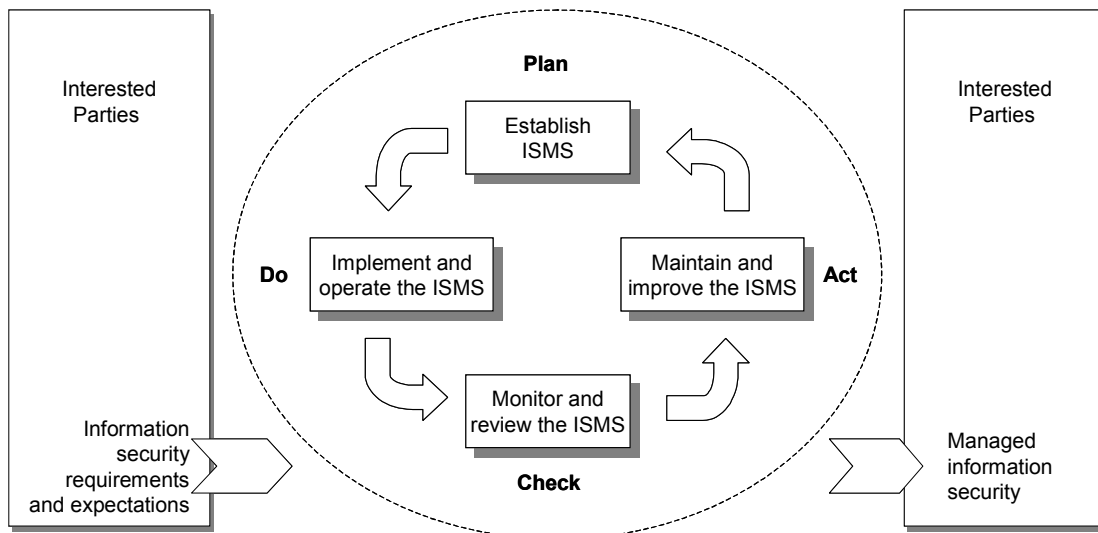 Interested
Parties
Information
security
requirements
and expectations
Plan
Establish
ISMS
Do
Implement and
operate the ISMS
Maintain and
improve the ISMS
Act
Monitor and
review the ISMS
Check
Interested
Parties
Managed
information
security